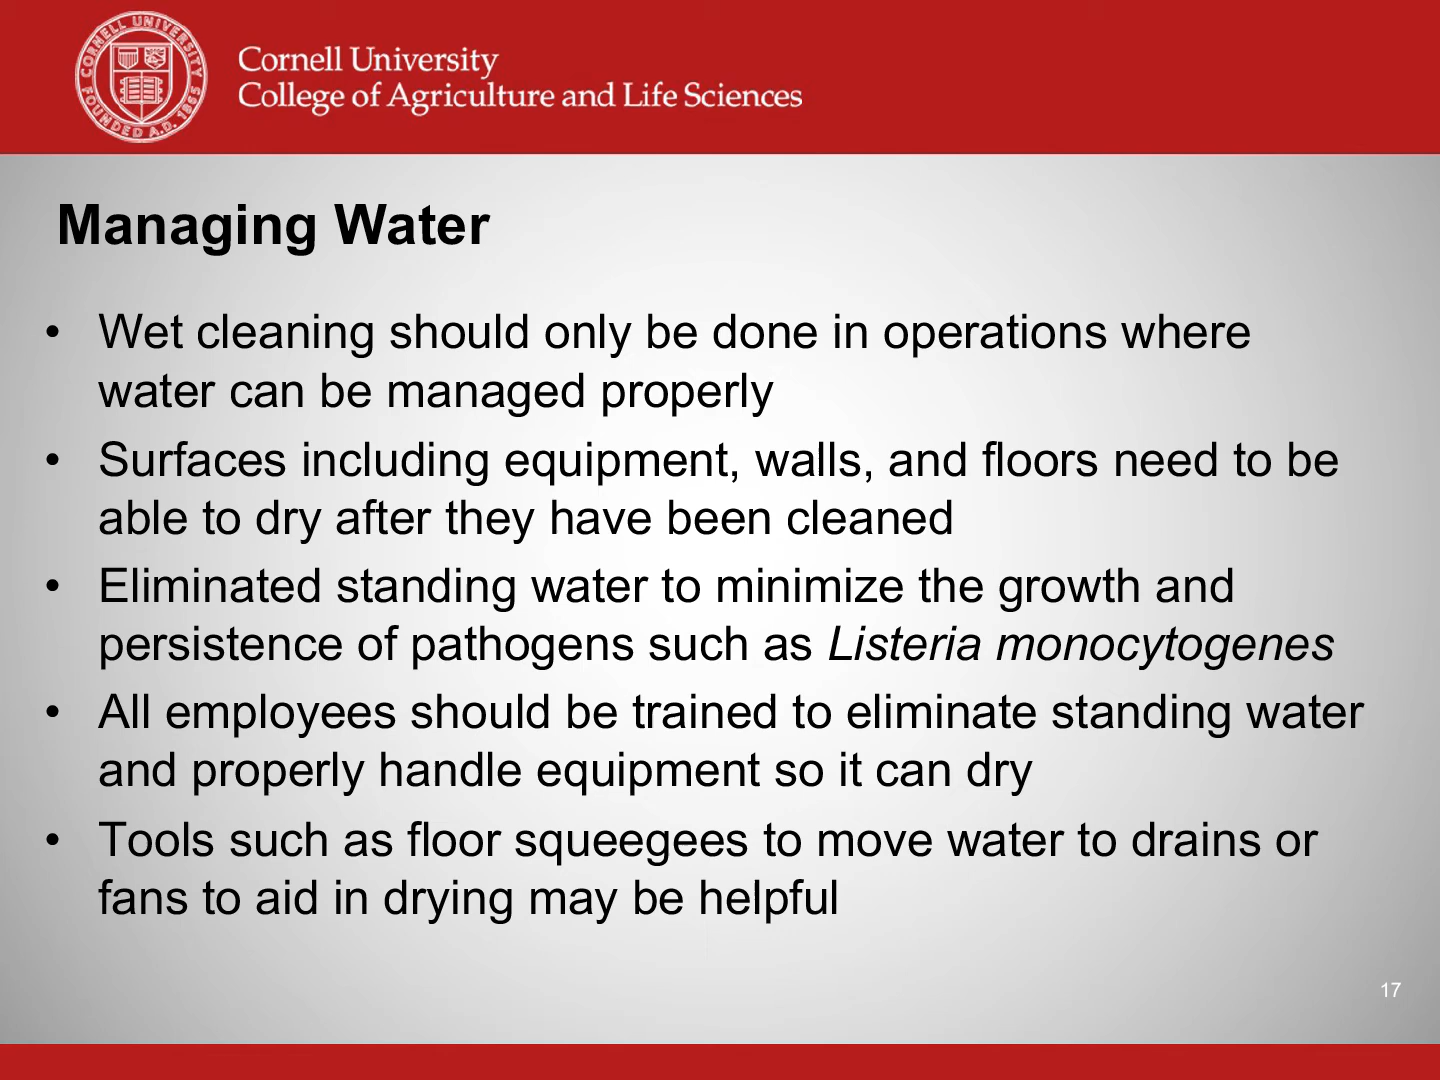 CORNELL UNIVERSITY
FOUNDED A.D. 1865
Cornell University
College of Agriculture and Life Sciences
Managing Water
• Wet cleaning should only be done in operations where
water can be managed properly
• Surfaces including equipment, walls, and floors need to be
able to dry after they have been cleaned
• Eliminated standing water to minimize the growth and
persistence of pathogens such as Listeria monocytogenes
• All employees should be trained to eliminate standing water
and properly handle equipment so it can dry
• Tools such as floor squeegees to move water to drains or
fans to aid in drying may be helpful
17